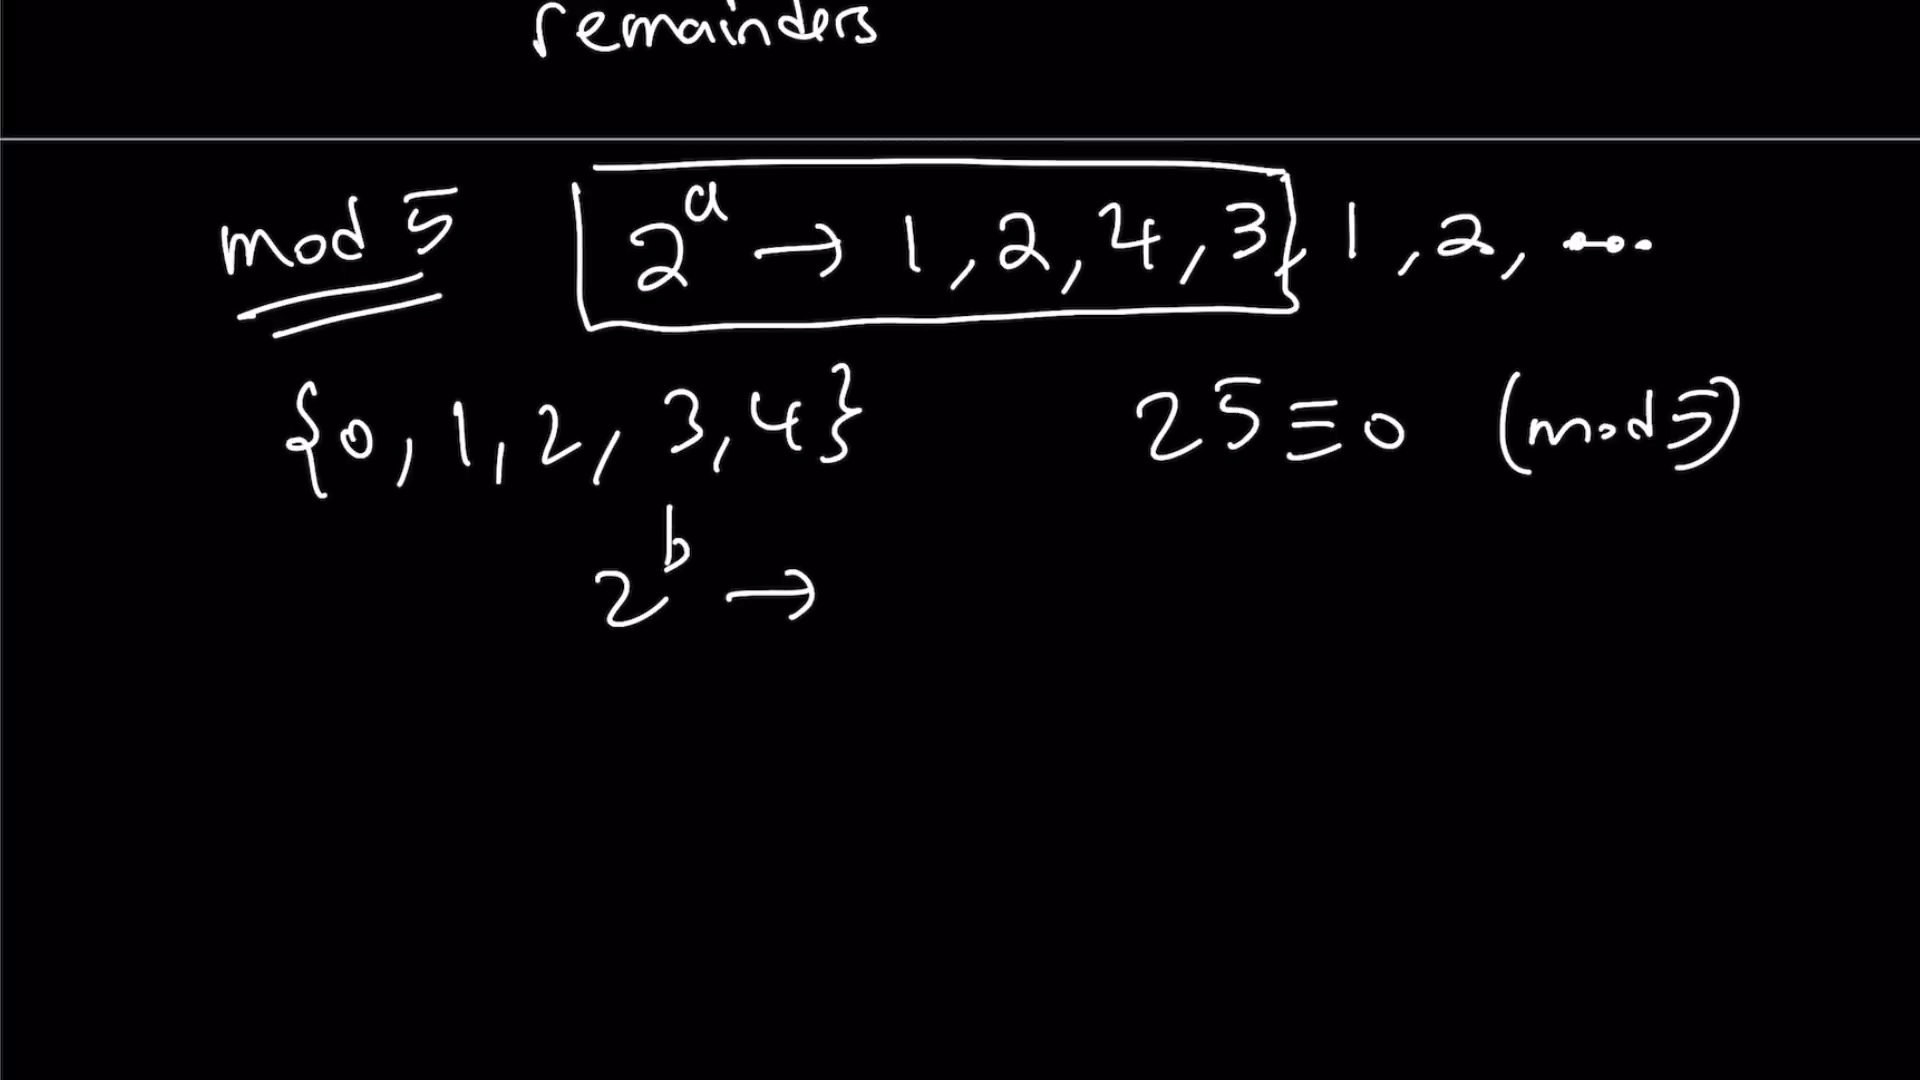 remainders
mod 5 2^a → 1, 2, 4, 3, 1, 2, ...
{0, 1, 2, 3, 4} 25 ≡ 0 (mod 5)
2^b →